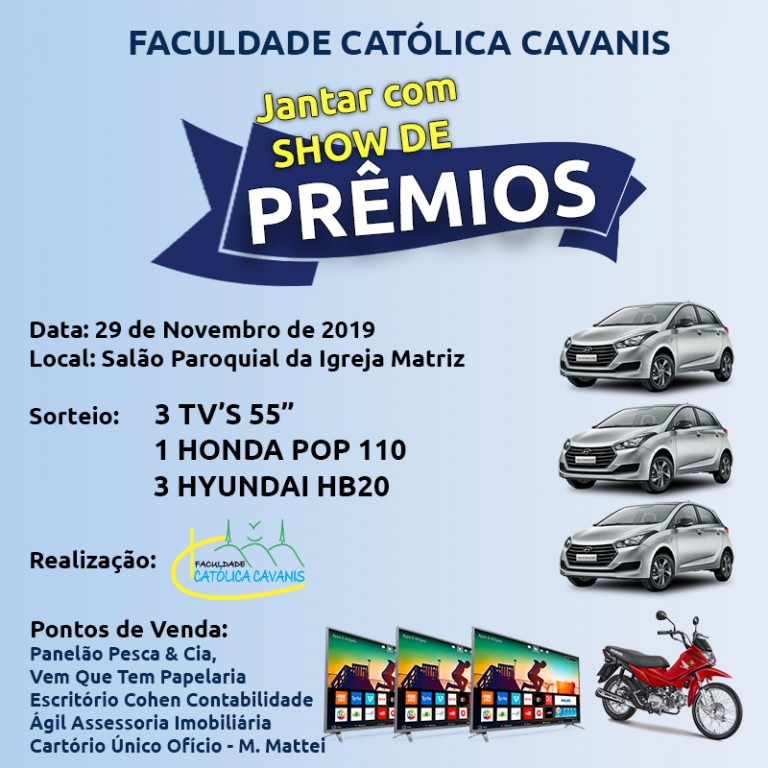 FACULDADE CATÓLICA CAVANIS
Jantar com
SHOW DE
PRÊMIOS
Data: 29 de Novembro de 2019
Local: Salão Paroquial da Igreja Matriz
Sorteio: 3 TV'S 55”
1 HONDA POP 110
3 HYUNDAI HB20
Realização:
FACULDADE
CATÓLICA CAVANIS
Pontos de Venda:
Panelão Pesca & Cia,
Vem Que Tem Papelaria
Escritório Cohen Contabilidade
Ágil Assessoria Imobiliária
Cartório Único Ofício - M. Mattei